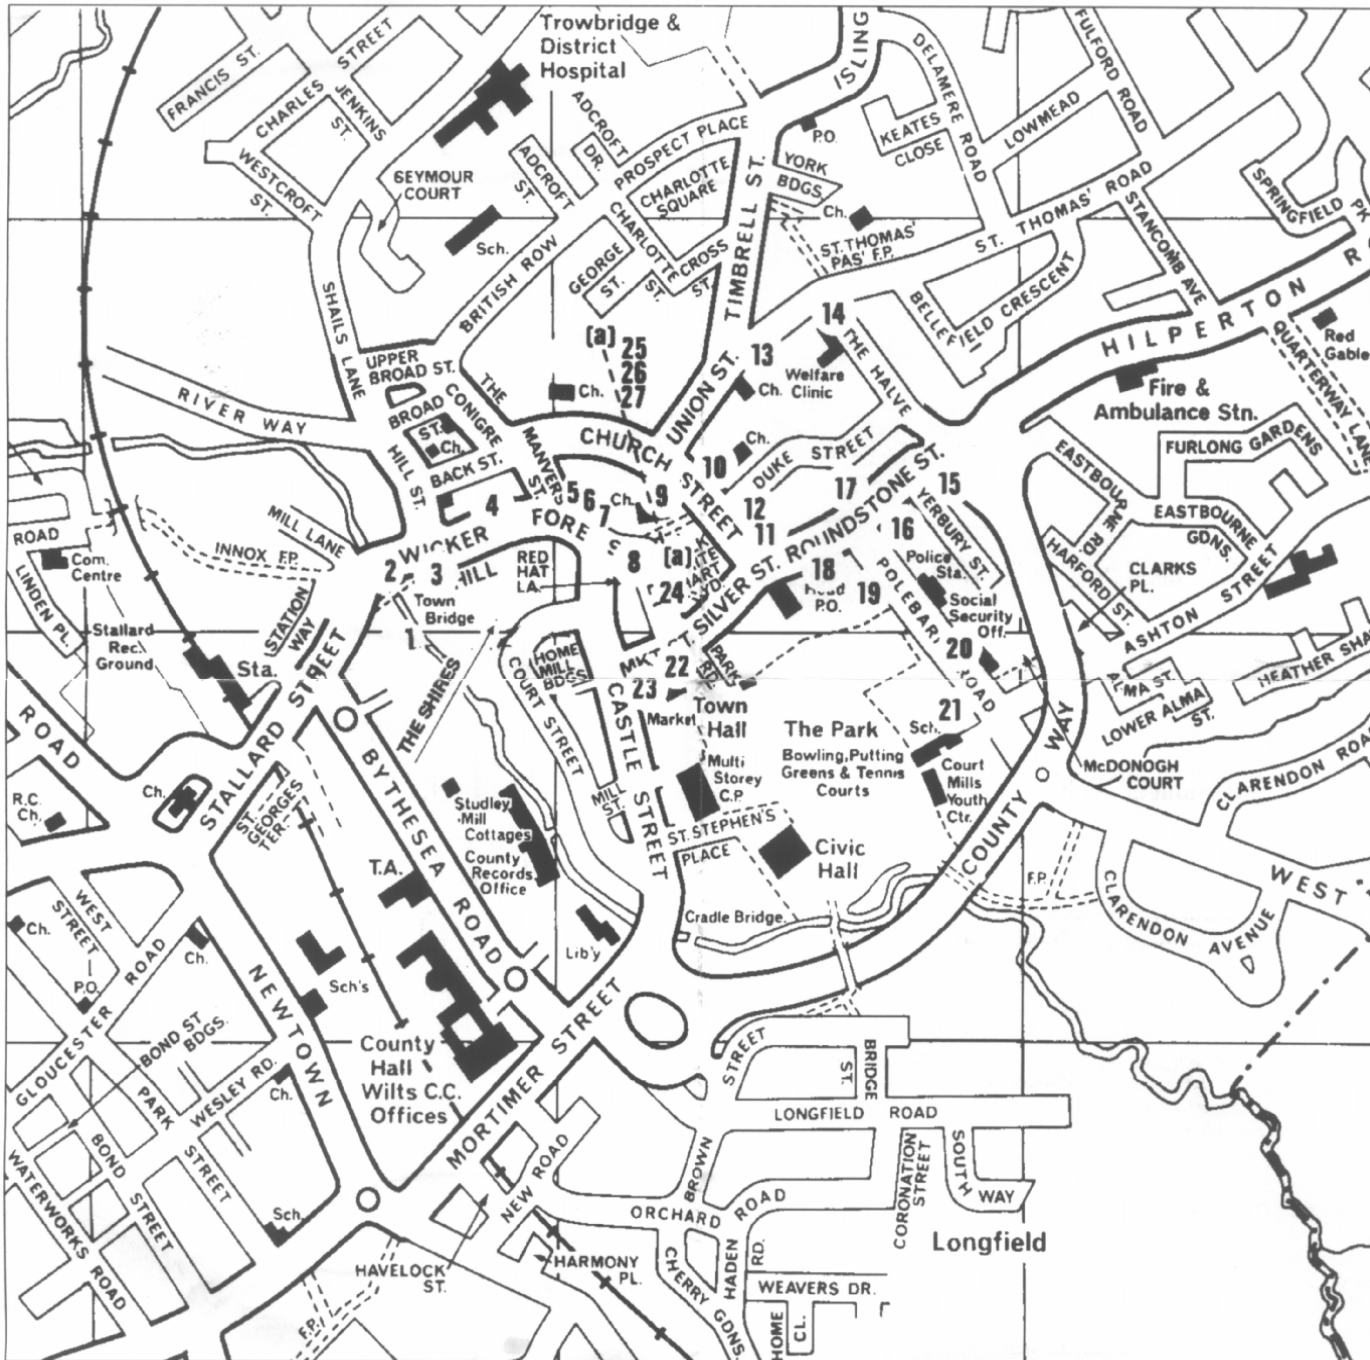 Trowbridge &
District
Hospital
ISLING
FRANCIS ST.
CHARLES STREET
JENKINS
ST.
WESTCROFT
ST.
SEYMOUR
COURT
ADCROFT
DR.
ADCROFT
ST.
Sch.
PROSPECT PLACE
CHARLOTTE
SQUARE
CHARLOTTE
ST.
CROSS
ST.
GEORGE
ST.
BRITISH ROW
TIMBRELL ST.
P.O.
YORK
BDGS
Ch.
ST. THOMAS'
PAS' F.P.
KEATES
CLOSE
DELAMERE ROAD
LOWMEAD
FULFORD ROAD
ST. THOMAS' ROAD
STANCOMB AVE
SPRINGFIELD
PK
BELLEFIELD CRESCENT
HILPERTON
Red
Gable
QUARTERWAY LANE
Fire &
Ambulance Stn.
FURLONG GARDENS
EASTBOURNE RD
EASTBOURNE
GDNS.
HARFORD ST.
CLARKS
PL.
ASHTON STREET
SHAILS LANE
UPPER
BROAD ST.
BROAD
ST.
CONIGRE
THE
Ch.
BACK ST.
HILL ST.
MANVERS
ST.
RIVER WAY
(a)
25
26
27
Ch.
CHURCH
STREET
UNION ST.
13
14
Ch.
Welfare
Clinic
THE HALVE
Ch.
10
DUKE STREET
12
11
17
15
YERBURY ST.
16
ROUNDSTONE ST.
SILVER ST.
18
Head
P.O.
19
Police
Sta.
Social
Security
Off.
POLEBARN
ROAD
20
21
Sch.
Court
Mills
Youth
Ctr.
4
5
6
7
Ch.
9
FORE
S
8
(a)
24
WICKER
HILL
2
3
Town
Bridge
1
RED
HAT
LA.
MILL LANE
INNOX F.P.
ROAD
Com.
Centre
LINDEN PL.
Stallard
Rec.
Ground
STATION
WAY
Sta.
STALLARD STREET
THE SHIRES
COURT STREET
HOME
MILL
BDGS
MKT
22
23
PARK
RD.
Market
Town
Hall
The Park
Bowling, Putting
Greens & Tennis
Courts
Multi
Storey
C.P.
ST. STEPHEN'S
PLACE
Civic
Hall
CASTLE STREET
MILL
ST.
Cradle Bridge
COUNTY WAY
McDONOGH
COURT
ALMA ST.
LOWER ALMA
ST.
HEATHER SHA
CLARENDON ROAD
CLARENDON AVENUE
WEST
F.P.
ROAD
R.C.
Ch.
Ch.
ST.
GEORGES
TER.
BYTHESEA ROAD
T.A.
Studley
Mill
Cottages
County
Records
Office
Lib'y
Sch's
County
Hall
Wilts C.C.
Offices
WEST
STREET
Ch.
P.O.
Ch.
GLOUCESTER ROAD
NEWTOWN
BOND ST
BDGS.
WESLEY RD.
Ch.
PARK
STREET
BOND STREET
WATERWORKS ROAD
Sch.
MORTIMER STREET
HAVELOCK
ST.
F.P.
NEW ROAD
HARMONY
PL.
ORCHARD ROAD
BROWN
STREET
BRIDGE
ST.
LONGFIELD ROAD
CORONATION
STREET
SOUTH
WAY
Longfield
CHERRY GDNS.
HADEN
RD.
WEAVERS DR.
HOME
CL.